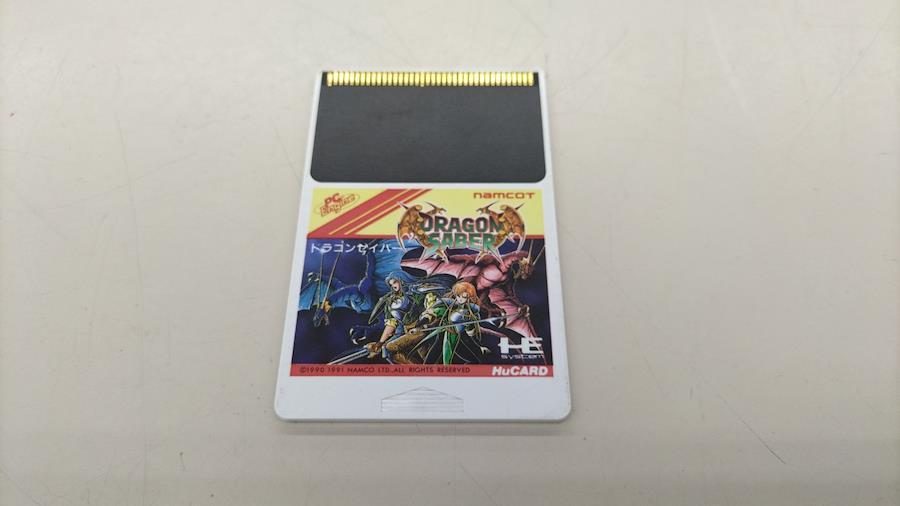 PC Engine
namcoT
DRAGON
SABER
ドラゴンセイバー
HE
system
©1990 1991 NAMCO LTD.,ALL RIGHTS RESERVED
HuCARD